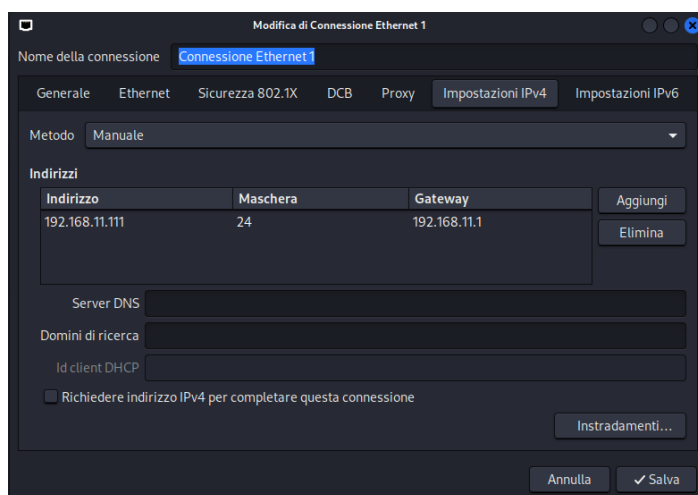 Modifica di Connessione Ethernet 1
Nome della connessione Connessione Ethernet 1
Generale Ethernet Sicurezza 802.1X DCB Proxy Impostazioni IPv4 Impostazioni IPv6
Metodo Manuale
Indirizzi
Indirizzo Maschera Gateway Aggiungi
192.168.11.111 24 192.168.11.1
Elimina
Server DNS
Domini di ricerca
Id client DHCP
Richiedere indirizzo IPv4 per completare questa connessione
Instradamenti...
Annulla Salva